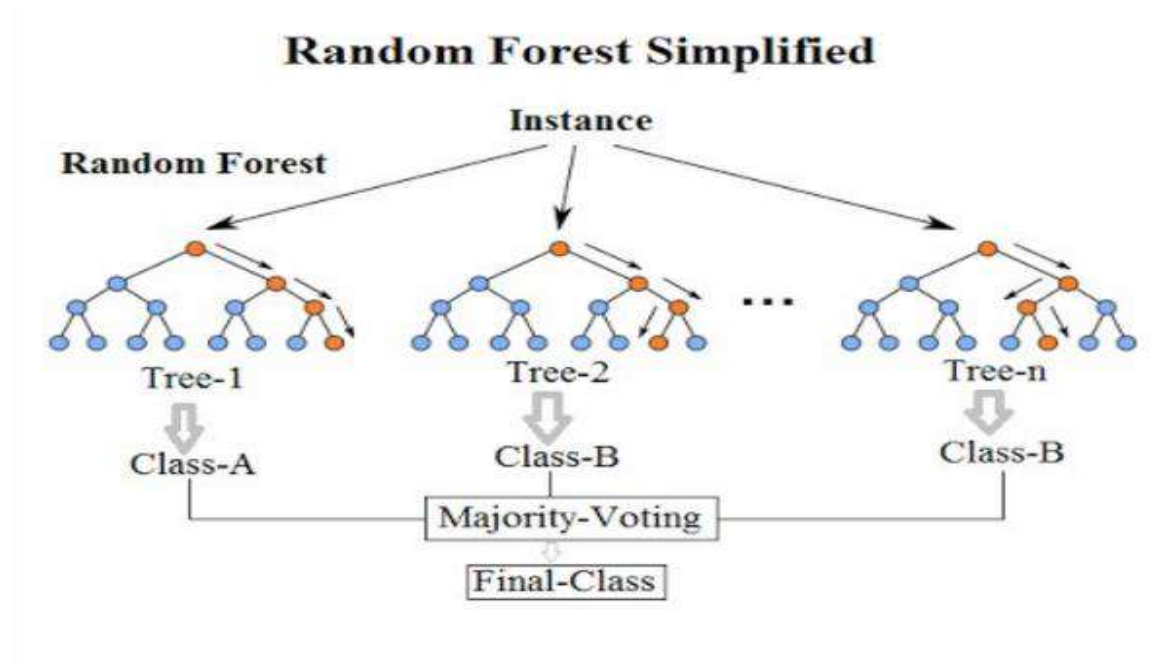 Random Forest Simplified
Instance
Random Forest
...
Tree-1
Tree-2
Tree-n
Class-A
Class-B
Class-B
Majority-Voting
Final-Class